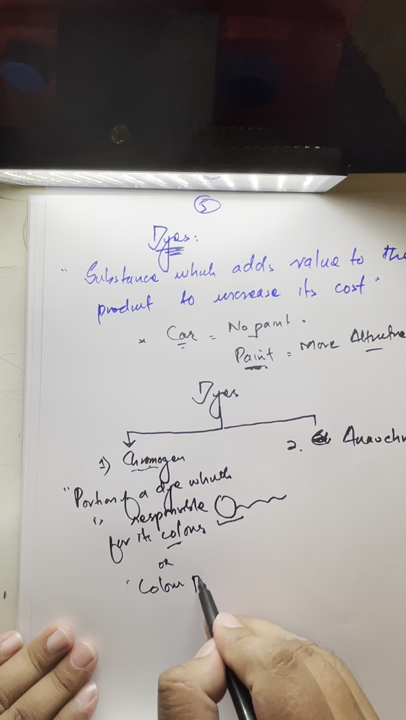 5
Dyes:
"Substance which adds value to the
product to increase its cost"
* Car = No paint.
Paint = More Attractive
Dyes
1) Chromogen
2. Auxochr
"Portion of a dye which
is responsible
for its colours
or
"Colour